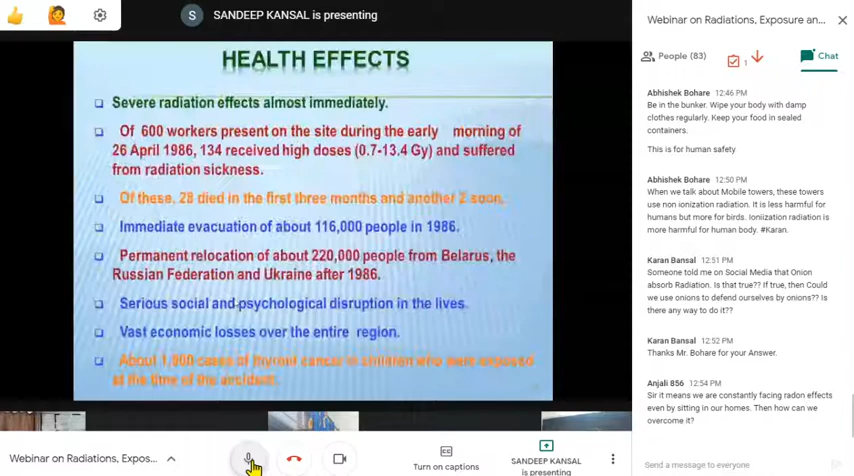 S SANDEEP KANSAL is presenting
HEALTH EFFECTS
Severe radiation effects almost immediately.
Of 600 workers present on the site during the early morning of
26 April 1986, 134 received high doses (0.7-13.4 Gy) and suffered
from radiation sickness.
Of these, 28 died in the first three months and another 2 soon.
Immediate evacuation of about 116,000 people in 1986.
Permanent relocation of about 220,000 people from Belarus, the
Russian Federation and Ukraine after 1986.
Serious social and psychological disruption in the lives.
Vast economic losses over the entire region.
About cases of thyroid cancer in children who were exposed
at the time of the accident.
Webinar on Radiations, Expos...
Turn on captions
SANDEEP KANSAL
is presenting
Webinar on Radiations, Exposure an...
People (83)
1
Chat
Abhishek Bohare 12:46 PM
Be in the bunker. Wipe your body with damp
clothes regularly. Keep your food in sealed
containers.
This is for human safety
Abhishek Bohare 12:50 PM
When we talk about Mobile towers, these towers
use non ionization radiation. It is less harmful for
humans but more for birds. Ioniization radiation is
more harmful for human body. #Karan.
Karan Bansal 12:51 PM
Someone told me on Social Media that Onion
absorb Radiation. Is that true?? If true, then Could
we use onions to defend ourselves by onions?? Is
there any way to do it??
Karan Bansal 12:52 PM
Thanks Mr. Bohare for your Answer.
Anjali 856 12:54 PM
Sir it means we are constantly facing radon effects
even by sitting in our homes. Then how can we
overcome it?
Send a message to everyone